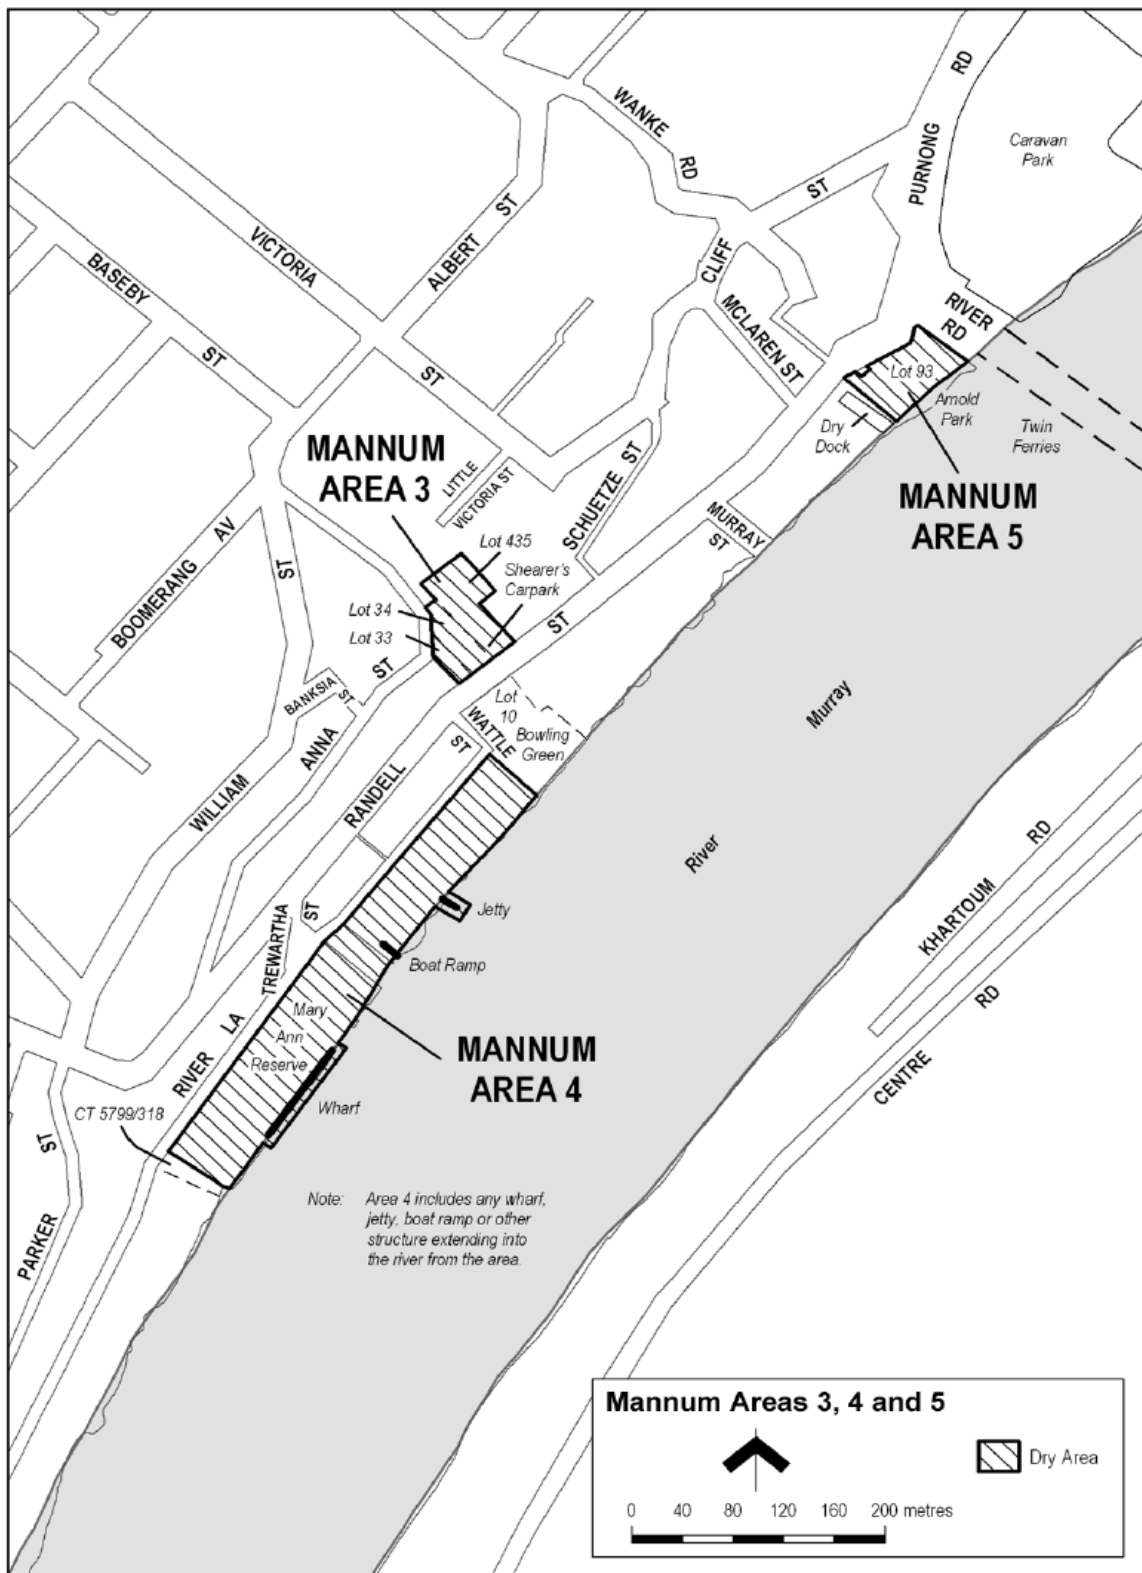 WANKE
RD
RD
PURNONG
Caravan
Park
ST
VICTORIA
ST
ALBERT
ST
BASEBY
ST
CLIFF
MCLAREN ST
RIVER
RD
Lot 93
Arnold
Park
Dry
Dock
Twin
Ferries
MANNUM
AREA 5
MANNUM
AREA 3
LITTLE
VICTORIA ST
SCHUETZE ST
MURRAY
ST
Lot 435
Shearer's
Carpark
Lot 34
Lot 33
ST
BOOMERANG AV
ST
ST
BANKSIA
ST
ANNA
WILLIAM
Lot
10
Bowling
Green
WATTLE
ST
RANDELL
Murray
River
KHARTOUM RD
RD
CENTRE
ST
TREWARTHA
LA
RIVER
Jetty
Boat Ramp
Mary
Ann
Reserve
MANNUM
AREA 4
Wharf
CT 5799/318
ST
PARKER
Note: Area 4 includes any wharf,
jetty, boat ramp or other
structure extending into
the river from the area.
Mannum Areas 3, 4 and 5
Dry Area
0 40 80 120 160 200 metres